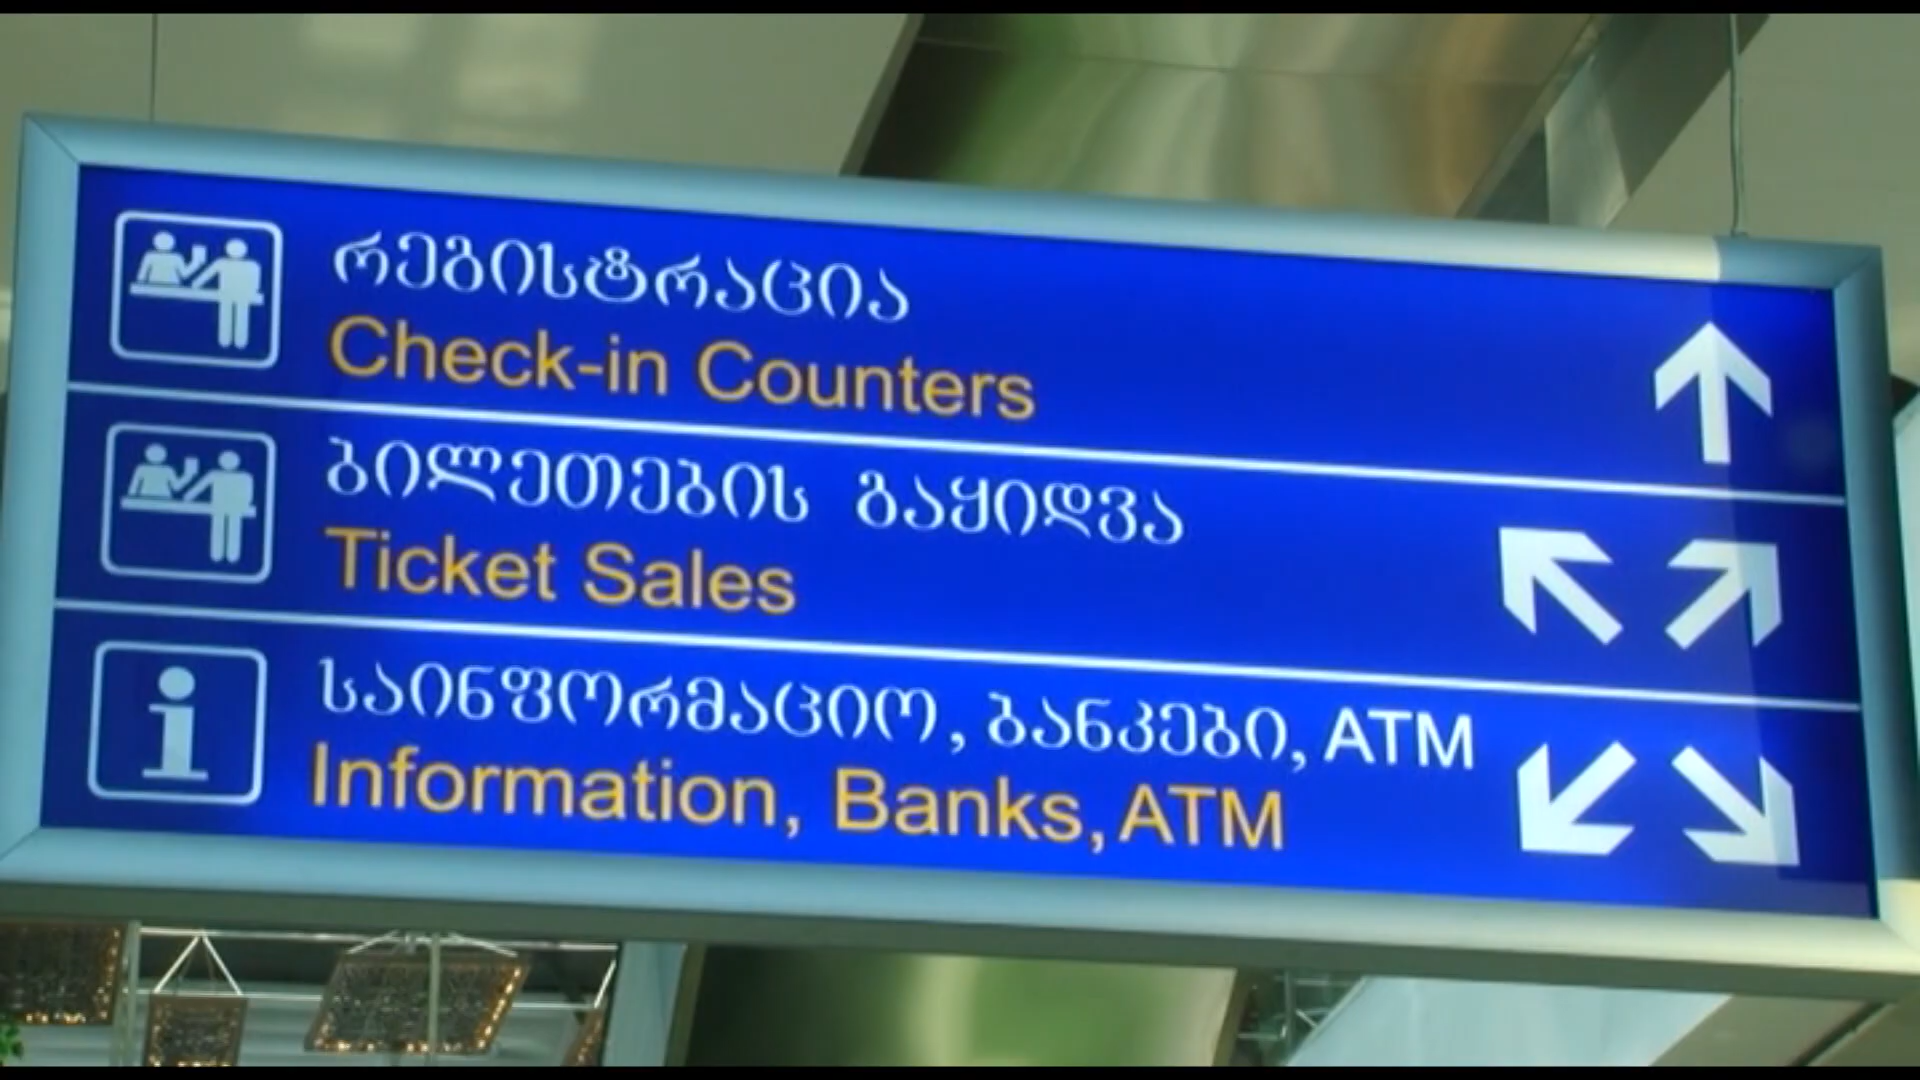 რეგისტრაცია
Check-in Counters
ბილეთების გაყიდვა
Ticket Sales
საინფორმაციო, ბანკები, ATM
Information, Banks, ATM